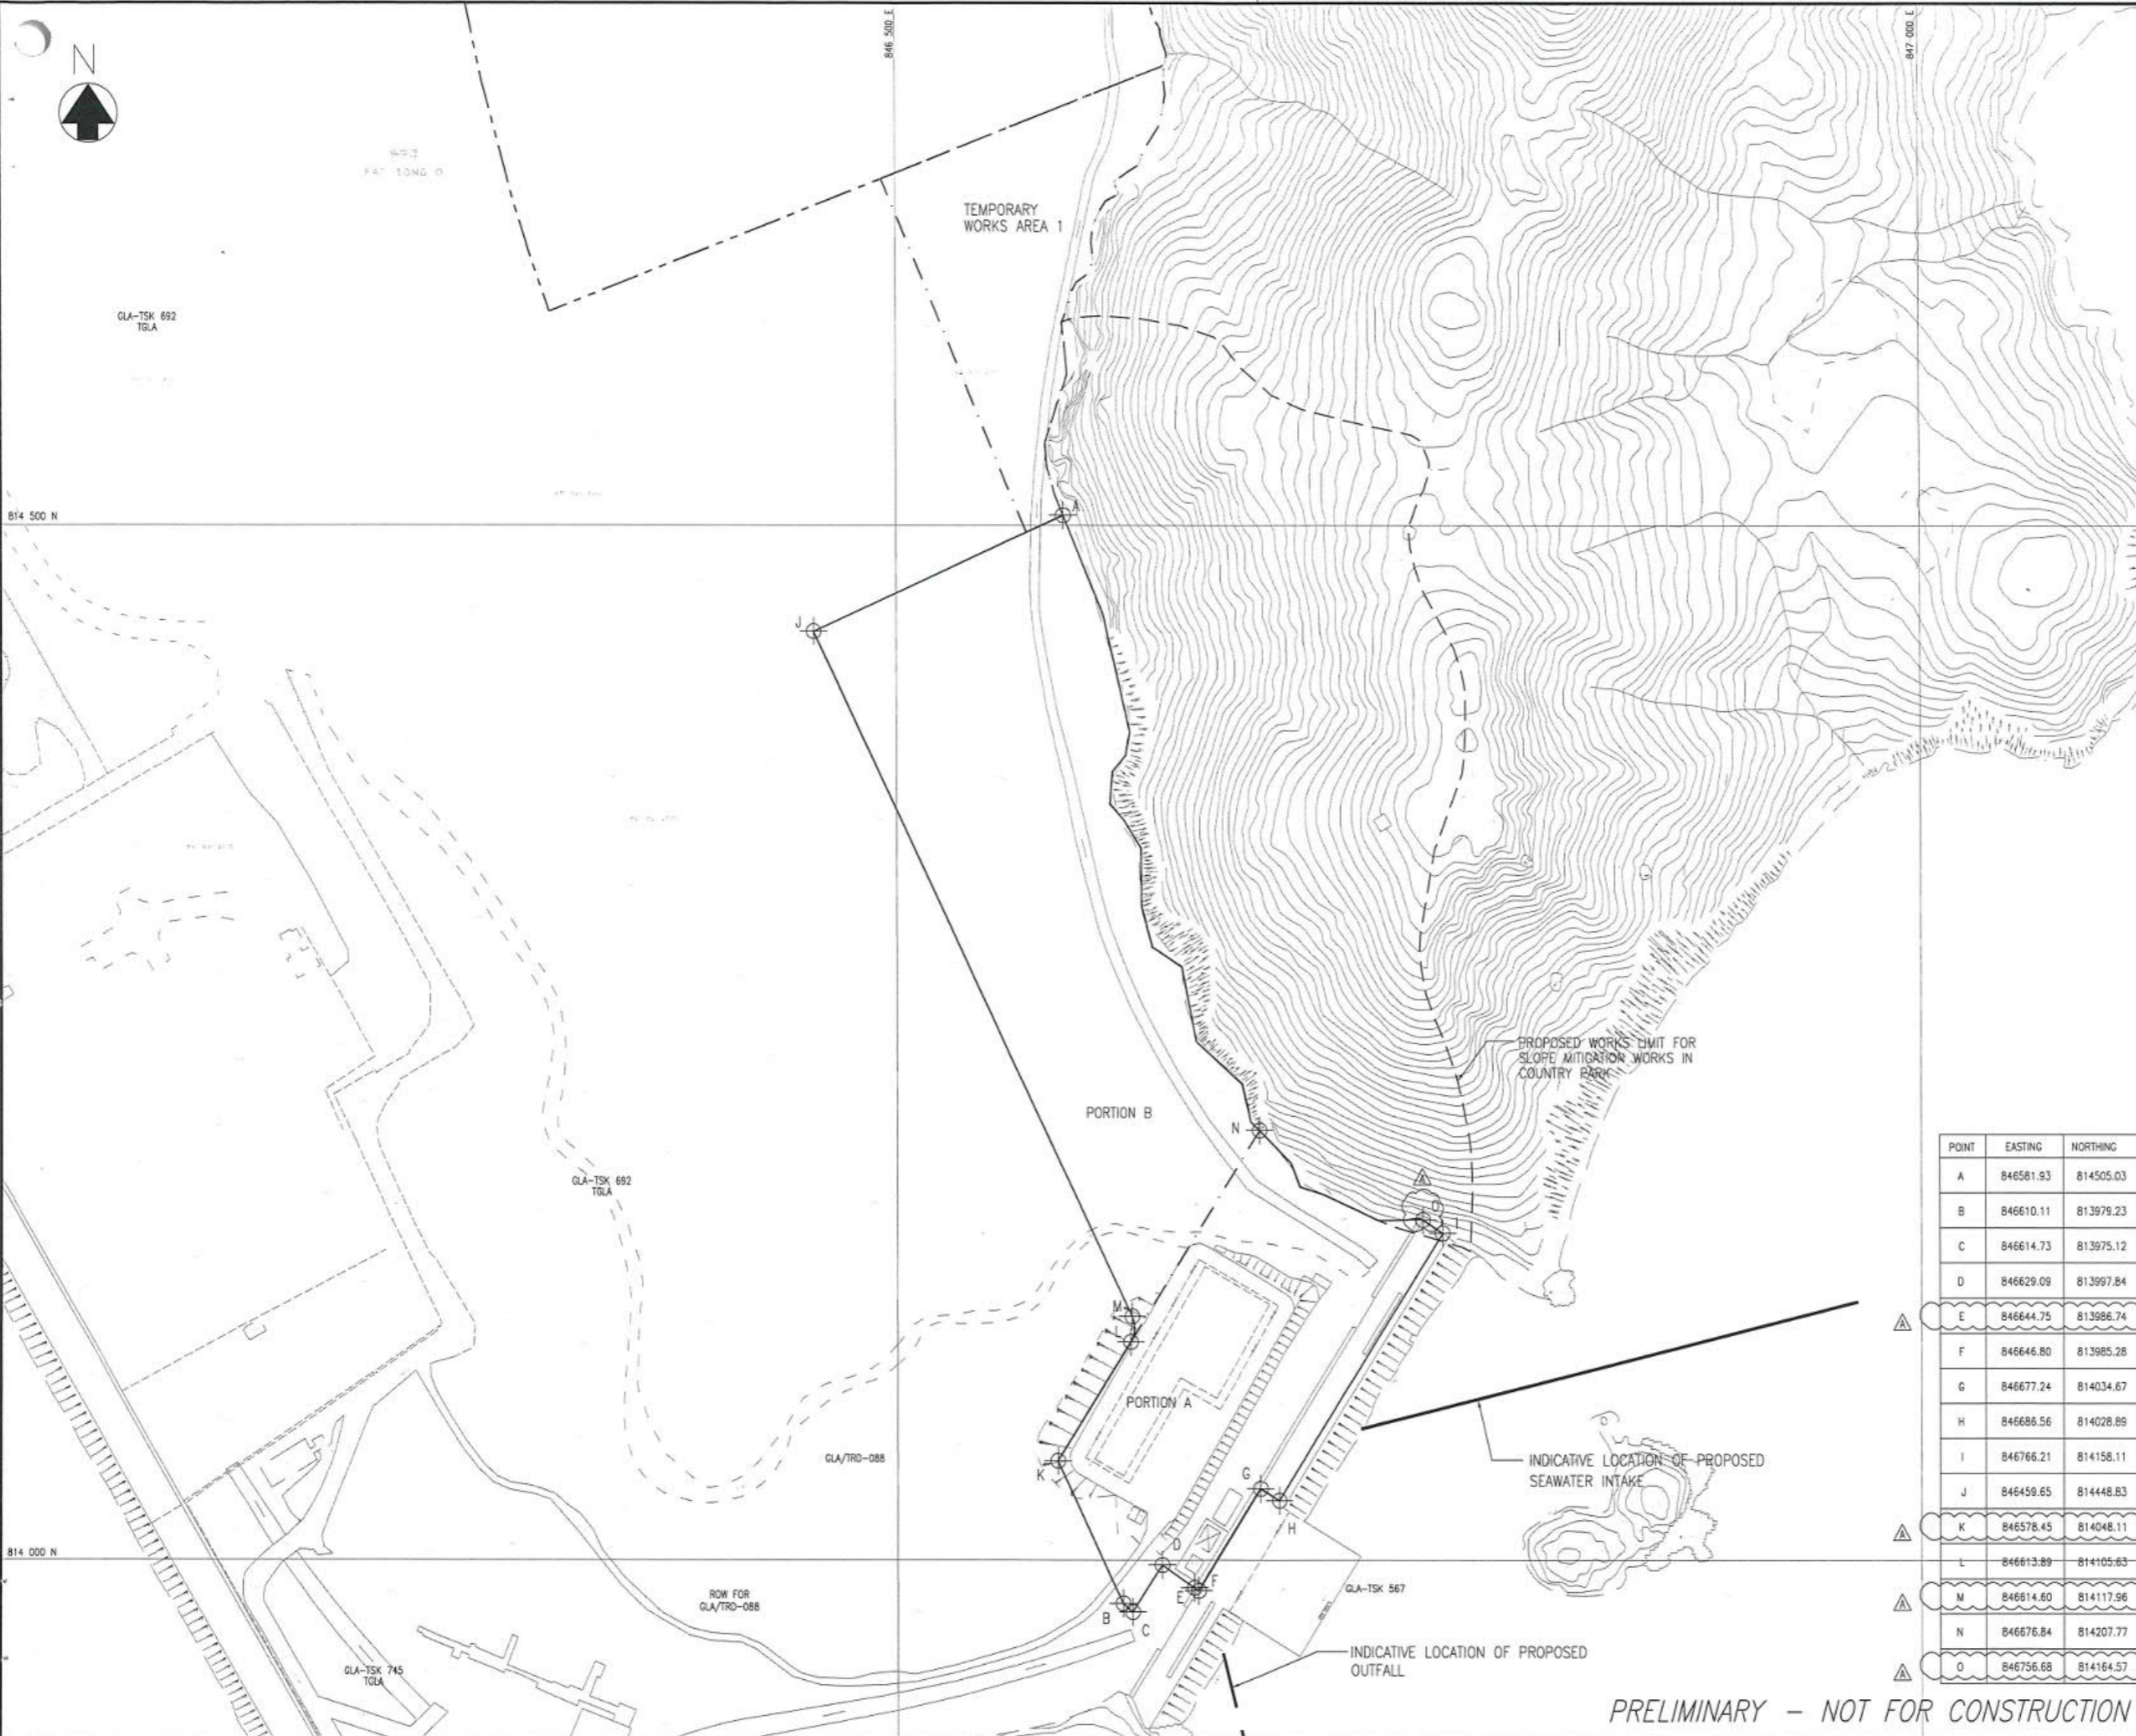 N
846 500 E
847 000 E
TEMPORARY
WORKS AREA 1
GLA-TSK 692
TGLA
814 500 N
A
J
PROPOSED WORKS LIMIT FOR
SLOPE MITIGATION WORKS IN
COUNTRY PARK
PORTION B
N
A
O
I
GLA-TSK 692
TGLA
M
L
PORTION A
K
GLA/TRD-088
G
H
INDICATIVE LOCATION OF PROPOSED
SEAWATER INTAKE
814 000 N
D
E
F
B
C
ROW FOR
GLA/TRD-088
GLA-TSK 567
INDICATIVE LOCATION OF PROPOSED
OUTFALL
GLA-TSK 745
TGLA
POINT EASTING NORTHING
A 846581.93 814505.03
B 846610.11 813979.23
C 846614.73 813975.12
D 846629.09 813997.84
A E 846644.75 813986.74
F 846646.80 813985.28
G 846677.24 814034.67
H 846686.56 814028.89
I 846766.21 814158.11
J 846459.65 814448.83
A K 846578.45 814048.11
L 846613.89 814105.63
A M 846614.60 814117.96
N 846676.84 814207.77
A O 846756.68 814164.57
PRELIMINARY - NOT FOR CONSTRUCTION